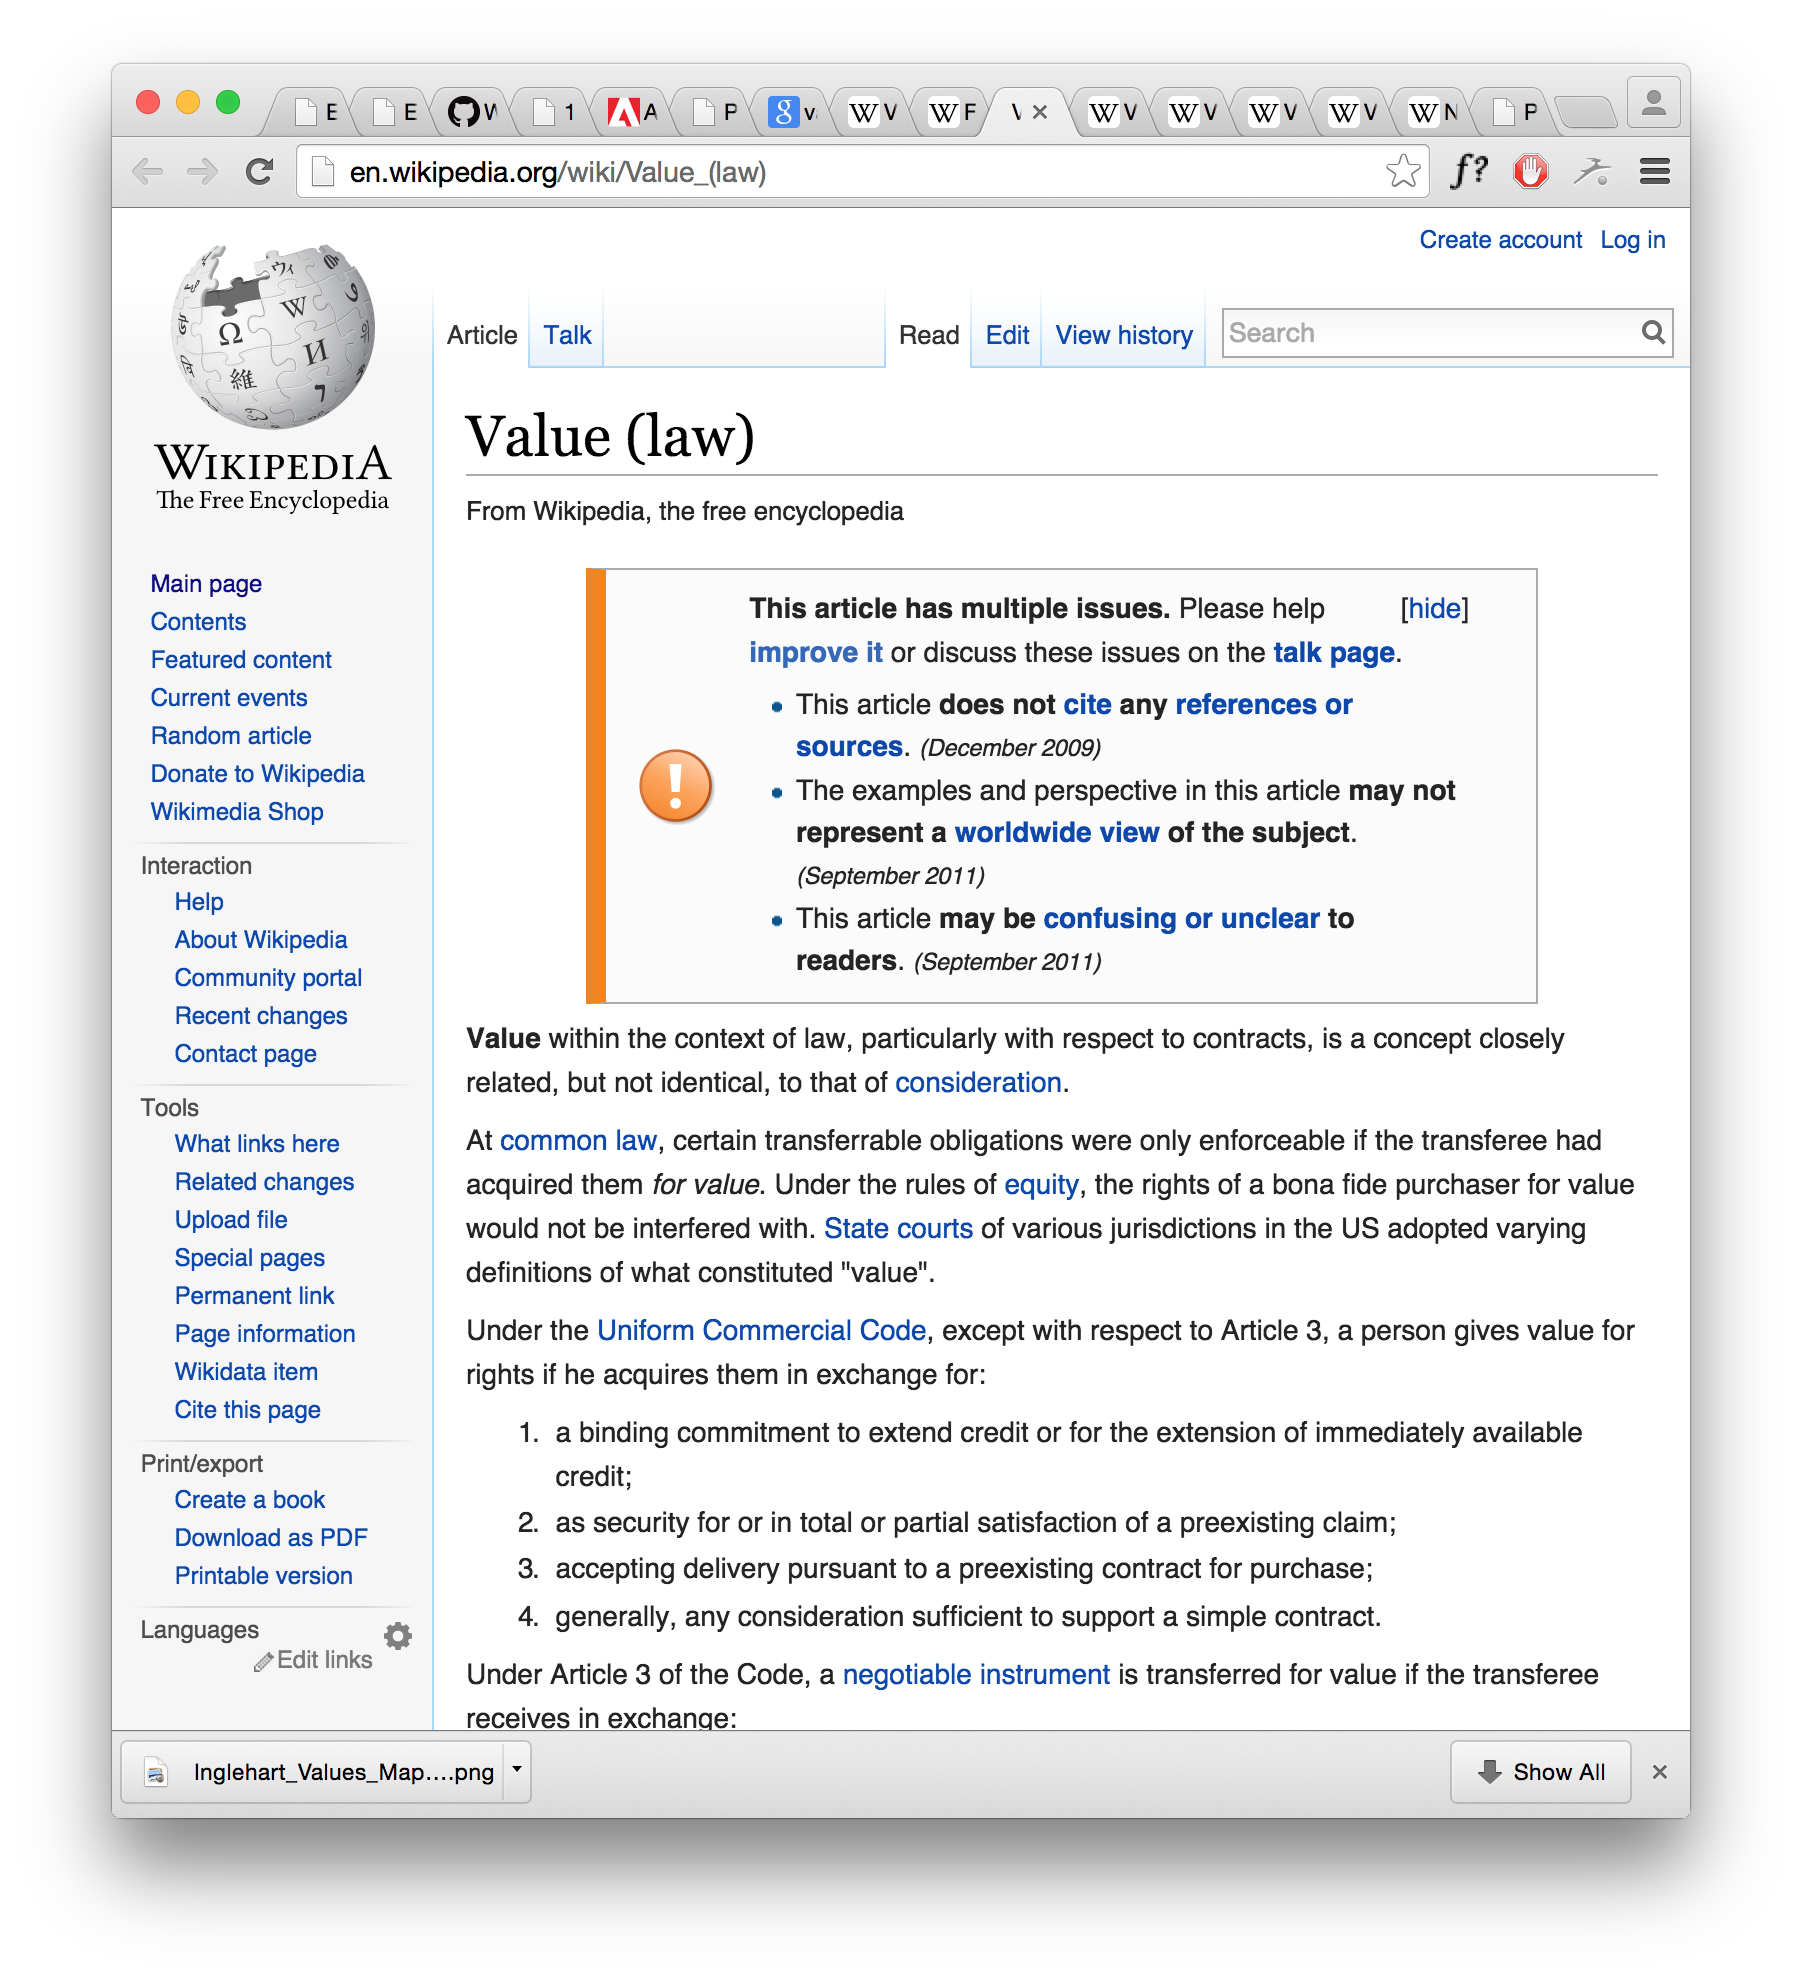 E
E
W
1
A
P
g
v
W V
W F
V
W V
W V
W V
W V
W N
P
en.wikipedia.org/wiki/Value_(law)
f?
Create account Log in
Ω
W
И
維
ウィ
WIKIPEDIA
The Free Encyclopedia
Main page
Contents
Featured content
Current events
Random article
Donate to Wikipedia
Wikimedia Shop
Interaction
Help
About Wikipedia
Community portal
Recent changes
Contact page
Tools
What links here
Related changes
Upload file
Special pages
Permanent link
Page information
Wikidata item
Cite this page
Print/export
Create a book
Download as PDF
Printable version
Languages
Edit links
Article Talk Read Edit View history Search
Value (law)
From Wikipedia, the free encyclopedia
This article has multiple issues. Please help [hide]
improve it or discuss these issues on the talk page.
This article does not cite any references or
sources. (December 2009)
The examples and perspective in this article may not
represent a worldwide view of the subject.
(September 2011)
This article may be confusing or unclear to
readers. (September 2011)
Value within the context of law, particularly with respect to contracts, is a concept closely
related, but not identical, to that of consideration.
At common law, certain transferrable obligations were only enforceable if the transferee had
acquired them for value. Under the rules of equity, the rights of a bona fide purchaser for value
would not be interfered with. State courts of various jurisdictions in the US adopted varying
definitions of what constituted "value".
Under the Uniform Commercial Code, except with respect to Article 3, a person gives value for
rights if he acquires them in exchange for:
1. a binding commitment to extend credit or for the extension of immediately available
credit;
2. as security for or in total or partial satisfaction of a preexisting claim;
3. accepting delivery pursuant to a preexisting contract for purchase;
4. generally, any consideration sufficient to support a simple contract.
Under Article 3 of the Code, a negotiable instrument is transferred for value if the transferee
receives in exchange:
Inglehart_Values_Map....png
Show All